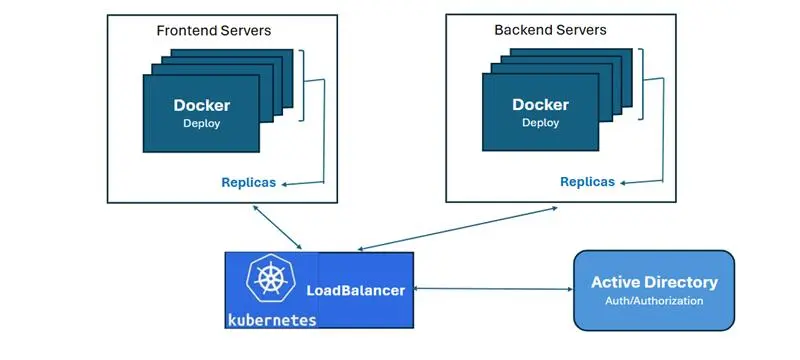 Frontend Servers
Docker
Deploy
Replicas
Backend Servers
Docker
Deploy
Replicas
kubernetes
LoadBalancer
Active Directory
Auth/Authorization